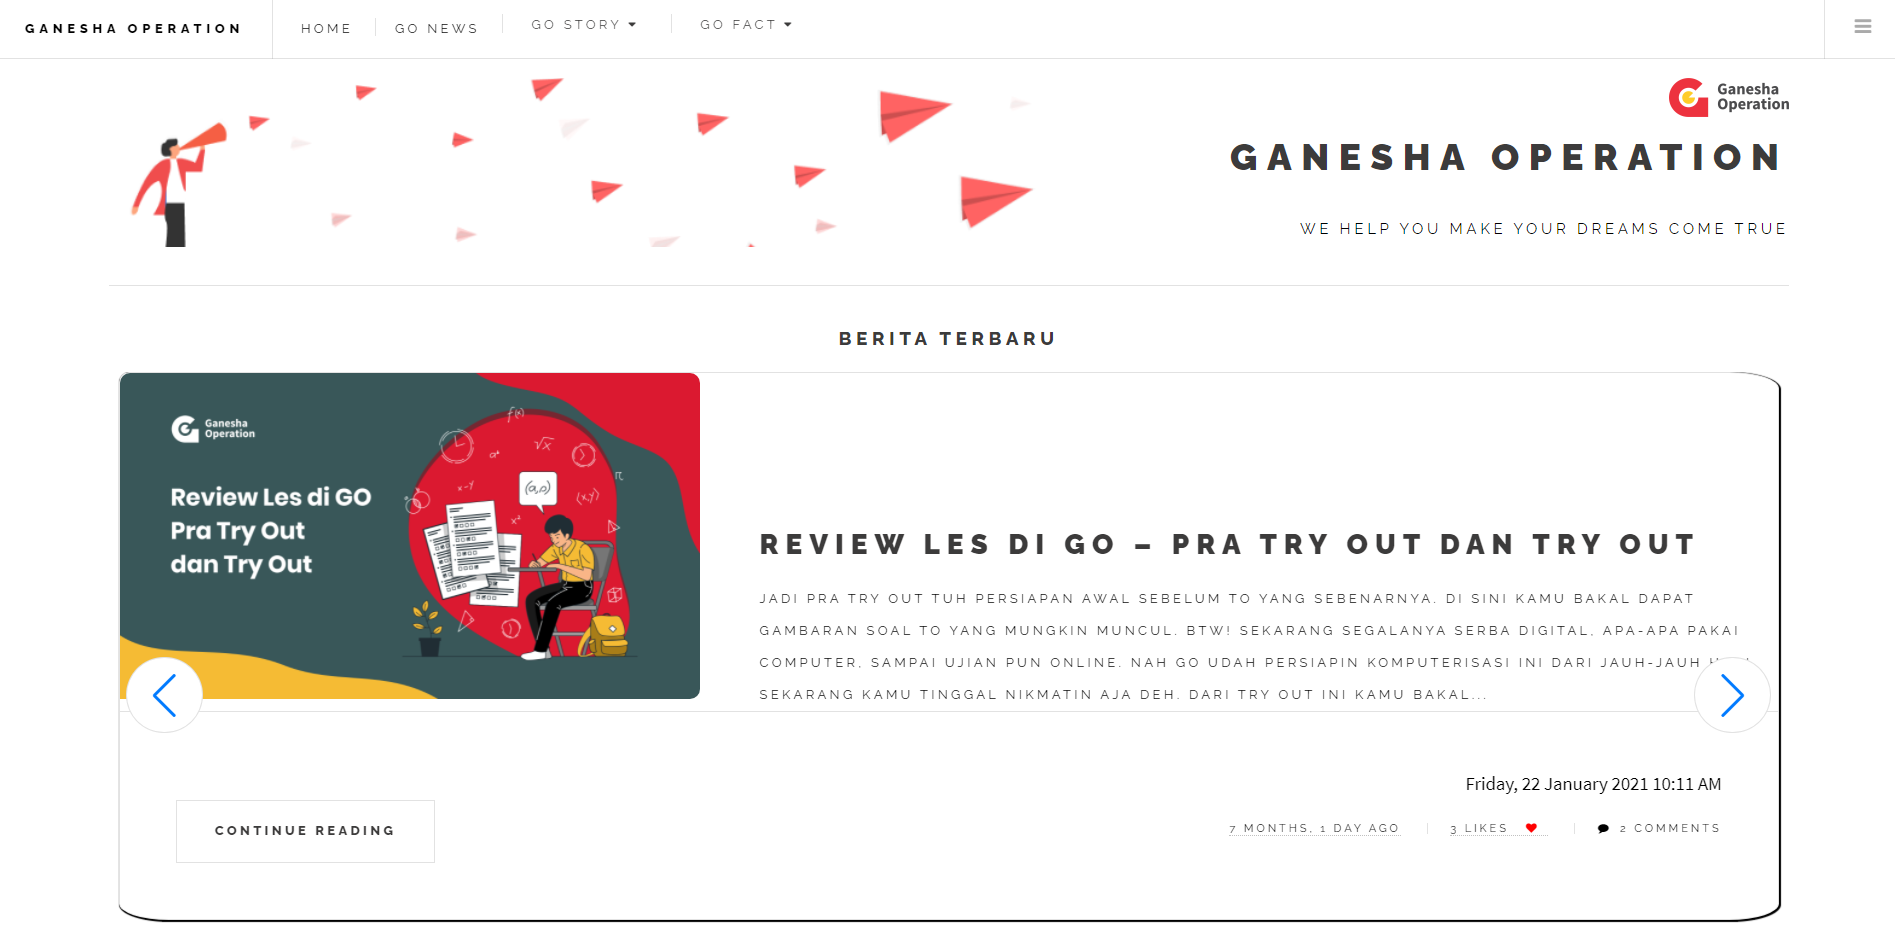 GANESHA OPERATION
HOME
GO NEWS
GO STORY
GO FACT
Ganesha
Operation
GANESHA OPERATION
WE HELP YOU MAKE YOUR DREAMS COME TRUE
BERITA TERBARU
Ganesha
Operation
Review Les di GO
Pra Try Out
dan Try Out
REVIEW LES DI GO – PRA TRY OUT DAN TRY OUT
JADI PRA TRY OUT TUH PERSIAPAN AWAL SEBELUM TO YANG SEBENARNYA. DI SINI KAMU BAKAL DAPAT
GAMBARAN SOAL TO YANG MUNGKIN MUNCUL. BTW! SEKARANG SEGALANYA SERBA DIGITAL, APA-APA PAKAI
COMPUTER, SAMPAI UJIAN PUN ONLINE. NAH GO UDAH PERSIAPIN KOMPUTERISASI INI DARI JAUH-JAUH
SEKARANG KAMU TINGGAL NIKMATIN AJA DEH. DARI TRY OUT INI KAMU BAKAL...
CONTINUE READING
Friday, 22 January 2021 10:11 AM
7 MONTHS, 1 DAY AGO
3 LIKES
2 COMMENTS